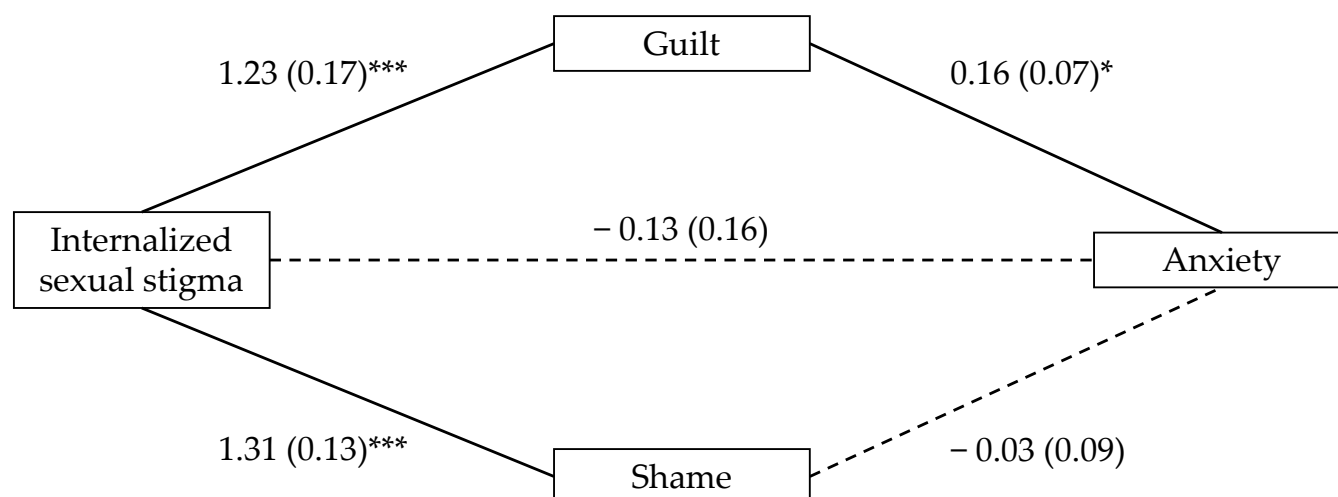 Guilt
1.23 (0.17)***
0.16 (0.07)*
− 0.13 (0.16)
Internalized
sexual stigma
Anxiety
1.31 (0.13)***
− 0.03 (0.09)
Shame